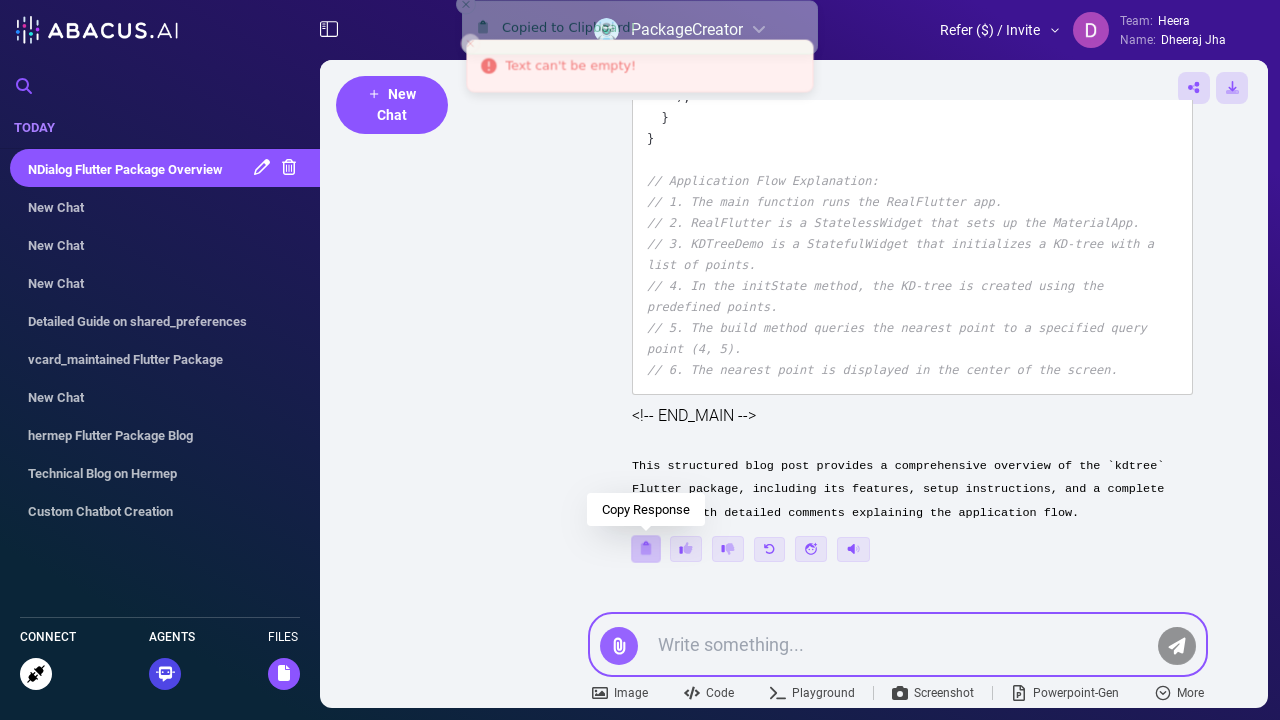 ABACUS.AI
Copied to Clipboard
PackageCreator
Refer ($) / Invite
Team: Heera
Name: Dheeraj Jha
D
Text can't be empty!
TODAY
NDialog Flutter Package Overview
New Chat
New Chat
New Chat
Detailed Guide on shared_preferences
vcard_maintained Flutter Package
New Chat
hermep Flutter Package Blog
Technical Blog on Hermep
Custom Chatbot Creation
CONNECT
AGENTS
FILES
+ New
Chat
}
}
// Application Flow Explanation:
// 1. The main function runs the RealFlutter app.
// 2. RealFlutter is a StatelessWidget that sets up the MaterialApp.
// 3. KDTreeDemo is a StatefulWidget that initializes a KD-tree with a
list of points.
// 4. In the initState method, the KD-tree is created using the
predefined points.
// 5. The build method queries the nearest point to a specified query
point (4, 5).
// 6. The nearest point is displayed in the center of the screen.
<!-- END_MAIN -->
This structured blog post provides a comprehensive overview of the `kdtree`
Flutter package, including its features, setup instructions, and a complete
detailed comments explaining the application flow.
Copy Response
Write something...
Image
Code
Playground
Screenshot
Powerpoint-Gen
More